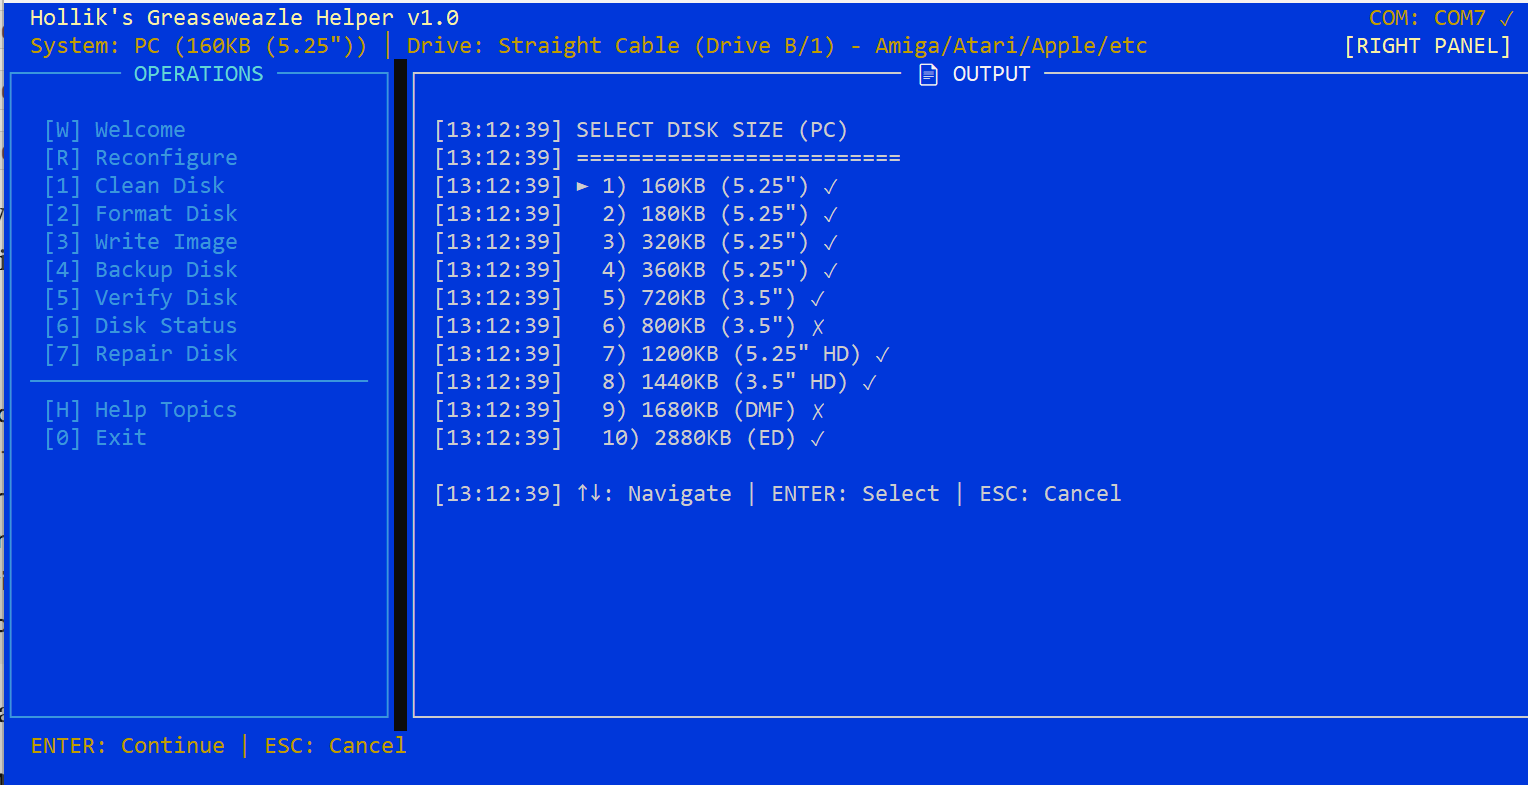 Hollik's Greaseweazle Helper v1.0
COM: COM7 ✓
System: PC (160KB (5.25")) │ Drive: Straight Cable (Drive B/1) - Amiga/Atari/Apple/etc
[RIGHT PANEL]
OPERATIONS
[W] Welcome
[R] Reconfigure
[1] Clean Disk
[2] Format Disk
[3] Write Image
[4] Backup Disk
[5] Verify Disk
[6] Disk Status
[7] Repair Disk
[H] Help Topics
[0] Exit
OUTPUT
[13:12:39] SELECT DISK SIZE (PC)
[13:12:39] =========================
[13:12:39] ► 1) 160KB (5.25") ✓
[13:12:39] 2) 180KB (5.25") ✓
[13:12:39] 3) 320KB (5.25") ✓
[13:12:39] 4) 360KB (5.25") ✓
[13:12:39] 5) 720KB (3.5") ✓
[13:12:39] 6) 800KB (3.5") ✗
[13:12:39] 7) 1200KB (5.25" HD) ✓
[13:12:39] 8) 1440KB (3.5" HD) ✓
[13:12:39] 9) 1680KB (DMF) ✗
[13:12:39] 10) 2880KB (ED) ✓
[13:12:39] ↑↓: Navigate | ENTER: Select | ESC: Cancel
ENTER: Continue │ ESC: Cancel